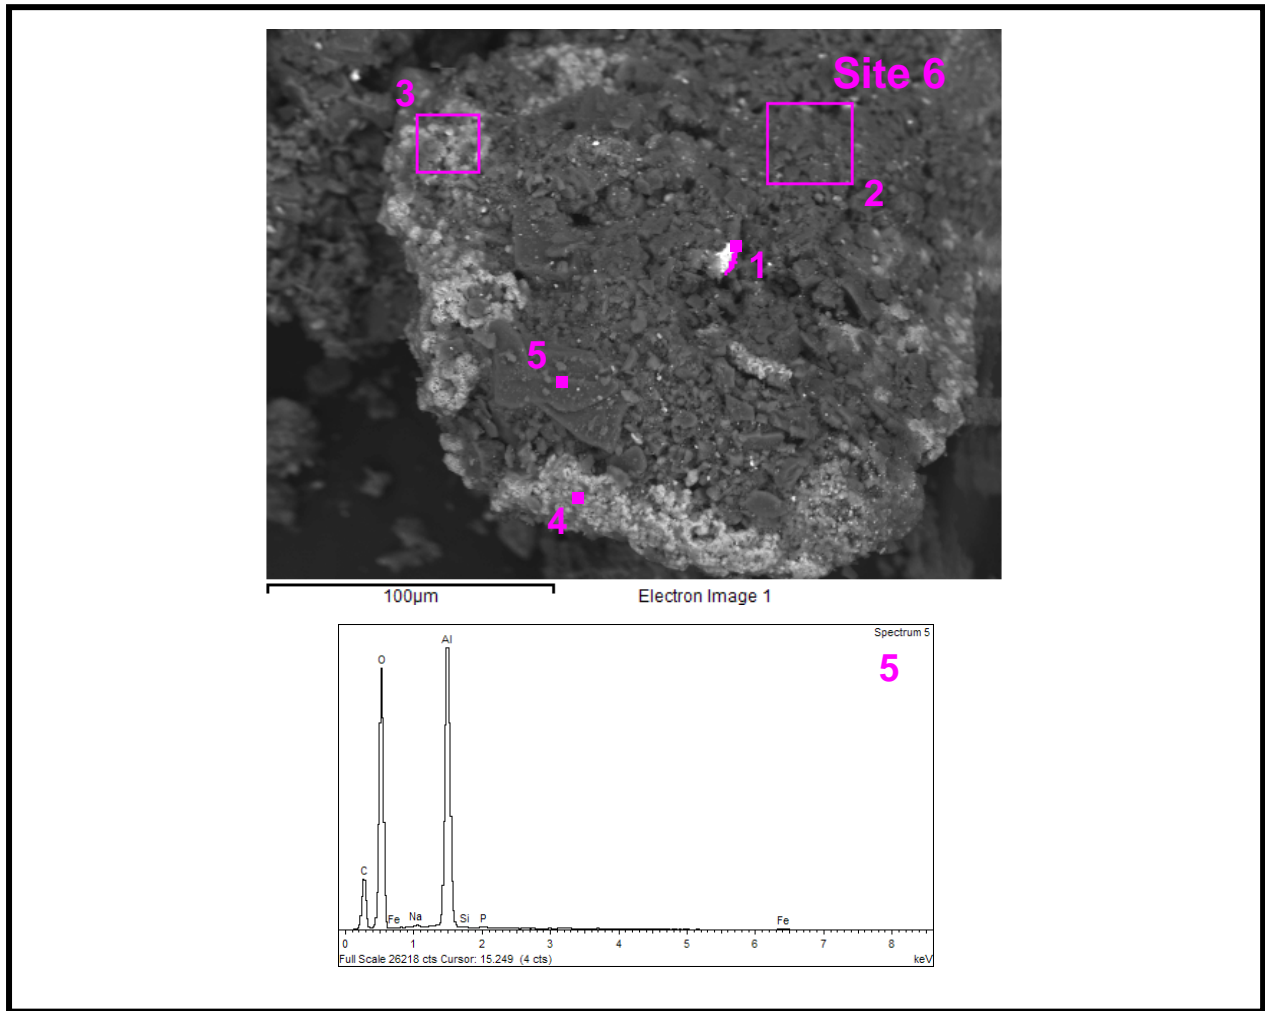 Site 6
3
2
1
5
4
100µm
Electron Image 1
Spectrum 5
5
Al
O
C
Fe
Na
Si
P
Fe
0 1 2 3 4 5 6 7 8
Full Scale 26218 cts Cursor: 15.249 (4 cts)
keV